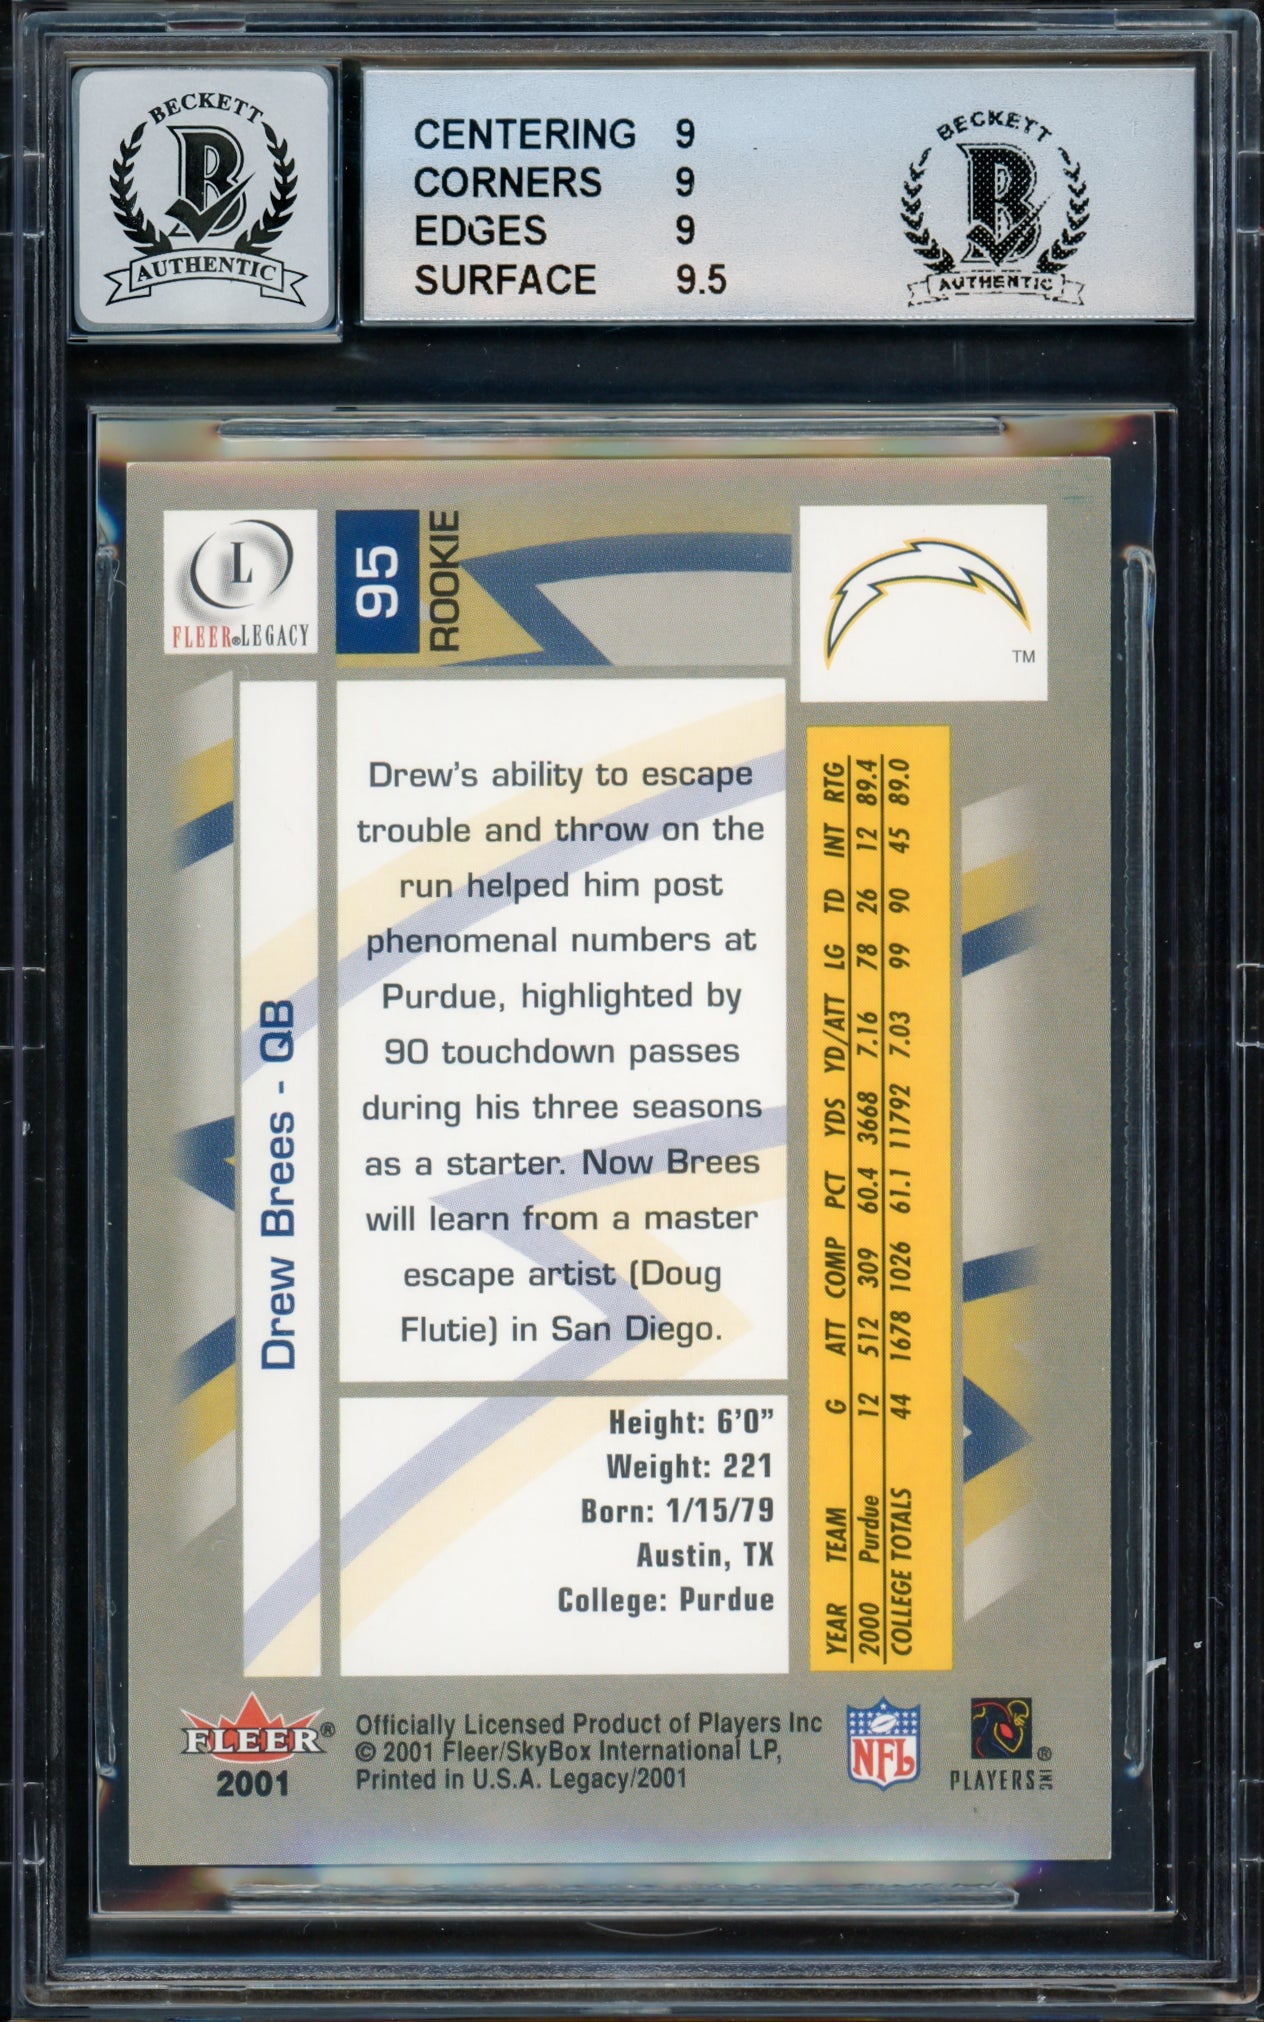 BECKETT
B
AUTHENTIC
CENTERING 9
CORNERS 9
EDGES 9
SURFACE 9.5
BECKETT
B
AUTHENTIC
L
FLEER®LEGACY
95
ROOKIE
TM
Drew Brees - QB
Drew's ability to escape
trouble and throw on the
run helped him post
phenomenal numbers at
Purdue, highlighted by
90 touchdown passes
during his three seasons
as a starter. Now Brees
will learn from a master
escape artist (Doug
Flutie) in San Diego.
Height: 6'0"
Weight: 221
Born: 1/15/79
Austin, TX
College: Purdue
YEAR TEAM G ATT COMP PCT YDS YD/ATT LG TD INT RTG
2000 Purdue 12 512 309 60.4 3668 7.16 78 26 12 89.4
COLLEGE TOTALS 44 1678 1026 61.1 11792 7.03 99 90 45 89.0
FLEER®
2001
Officially Licensed Product of Players Inc
© 2001 Fleer/SkyBox International LP,
Printed in U.S.A. Legacy/2001
NFL
®
PLAYERS INC